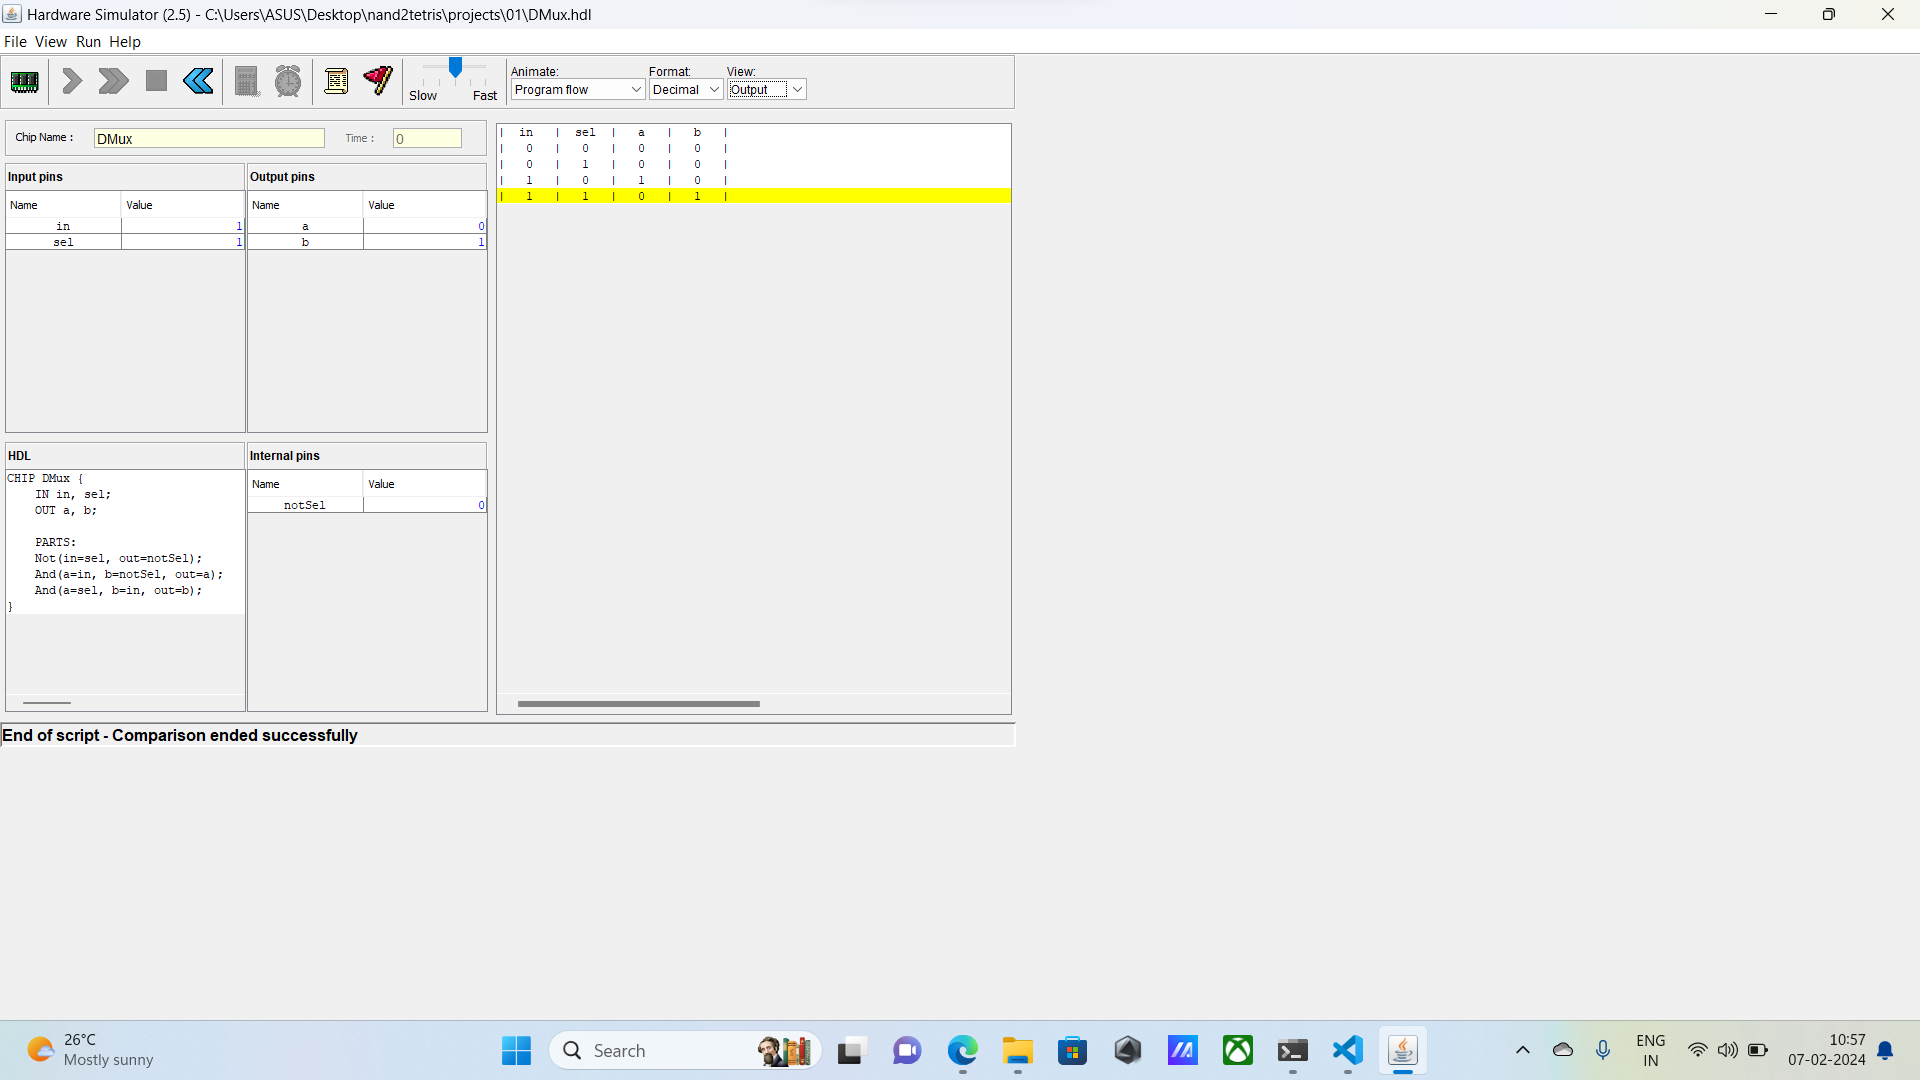 Hardware Simulator (2.5) - C:\Users\ASUS\Desktop\nand2tetris\projects\01\DMux.hdl
File View Run Help
Slow Fast
Animate: Format: View:
Program flow Decimal Output
Chip Name : DMux Time : 0
Input pins Output pins
Name Value Name Value
in 1 a 0
sel 1 b 1
| in | sel | a | b |
| 0 | 0 | 0 | 0 |
| 0 | 1 | 0 | 0 |
| 1 | 0 | 1 | 0 |
| 1 | 1 | 0 | 1 |
HDL
CHIP DMux {
IN in, sel;
OUT a, b;
PARTS:
Not(in=sel, out=notSel);
And(a=in, b=notSel, out=a);
And(a=sel, b=in, out=b);
}
Internal pins
Name Value
notSel 0
End of script - Comparison ended successfully
26°C
Mostly sunny
Search
ENG
IN
10:57
07-02-2024